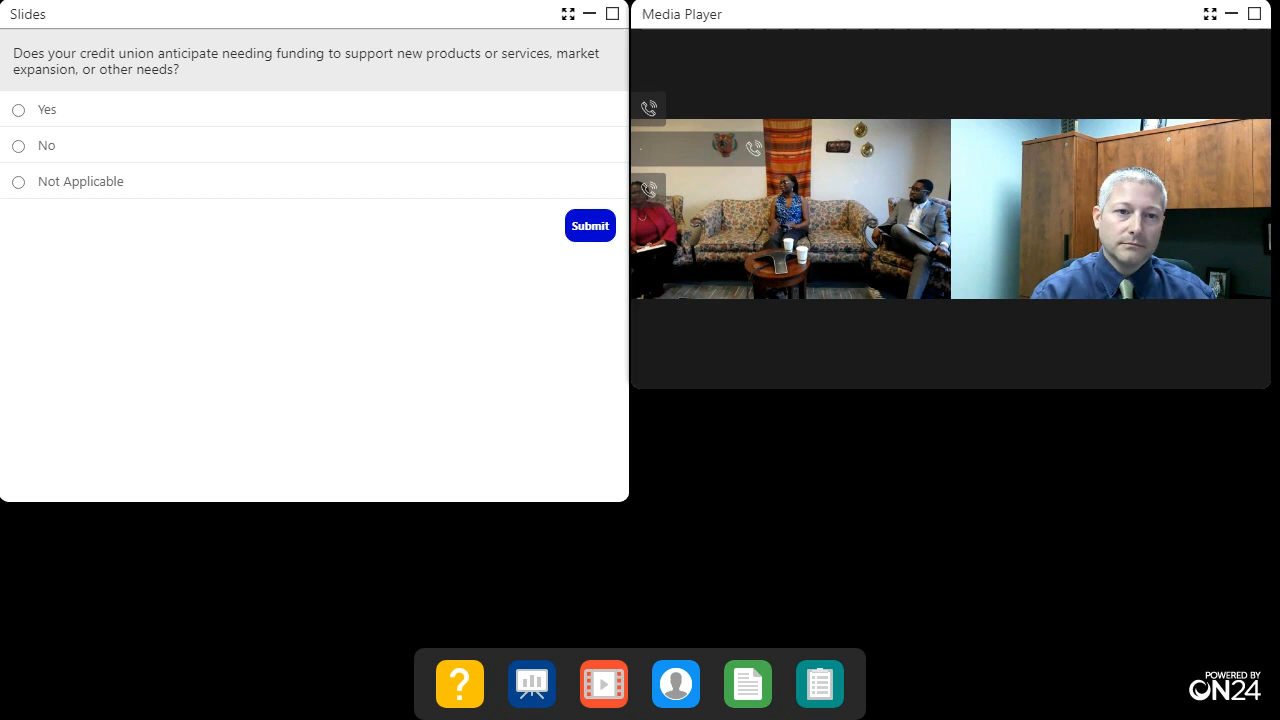 Slides
Does your credit union anticipate needing funding to support new products or services, market
expansion, or other needs?
Yes
No
Not Applicable
Submit
Media Player
?
POWERED BY
ON24